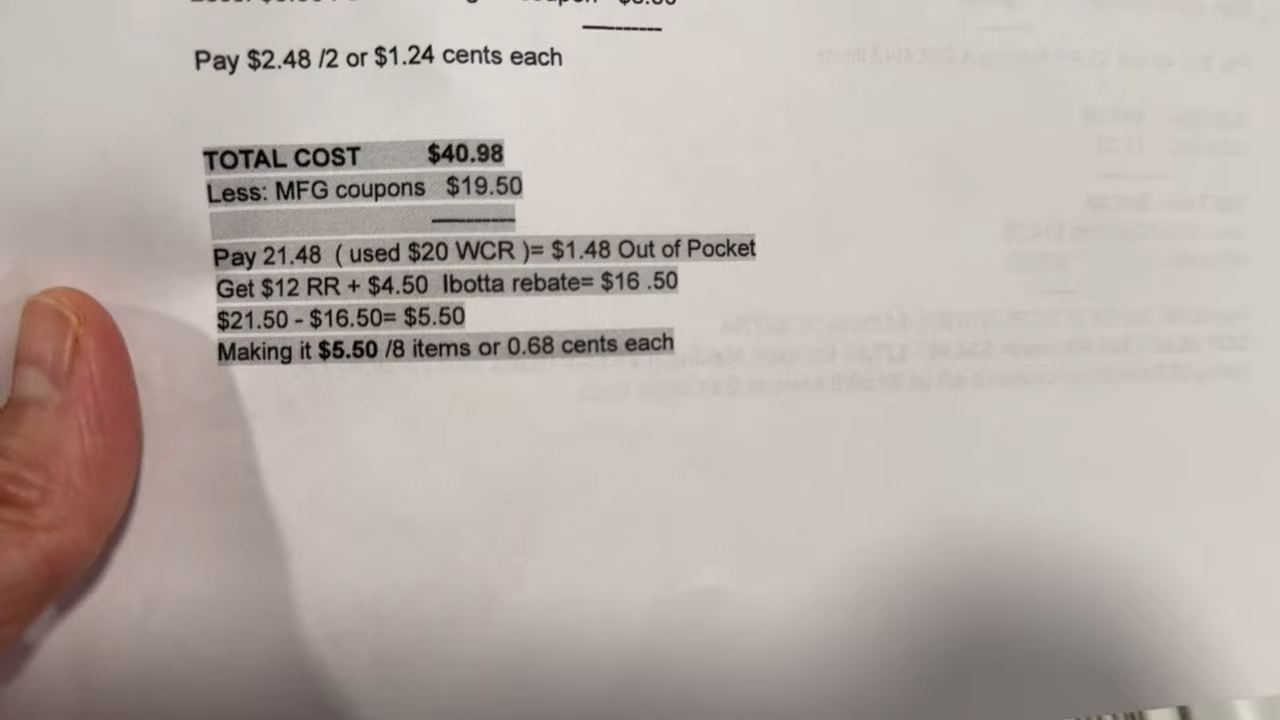 Pay $2.48 /2 or $1.24 cents each
TOTAL COST $40.98
Less: MFG coupons $19.50
Pay 21.48 ( used $20 WCR )= $1.48 Out of Pocket
Get $12 RR + $4.50 Ibotta rebate= $16 .50
$21.50 - $16.50= $5.50
Making it $5.50 /8 items or 0.68 cents each